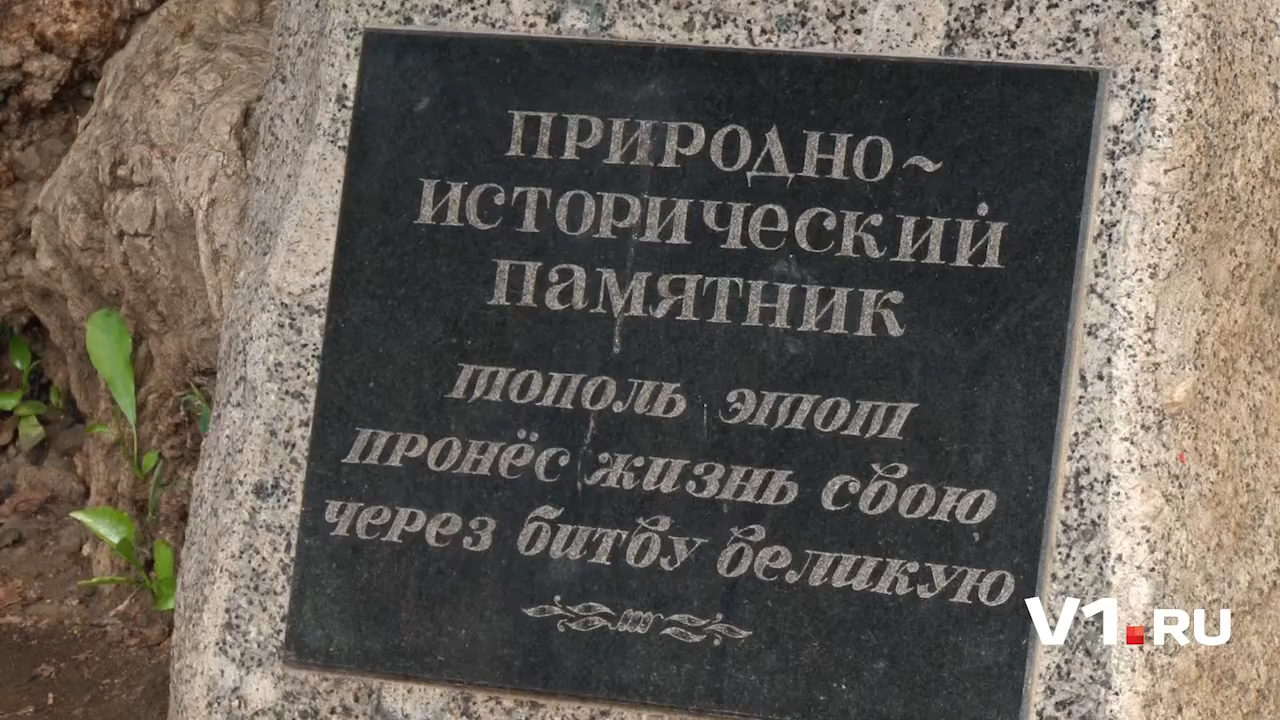 ПРИРОДНО~
ИСТОРИЧЕСКИЙ
ПАМЯТНИК
тополь этот
пронёс жизнь свою
через битву великую
V1.RU